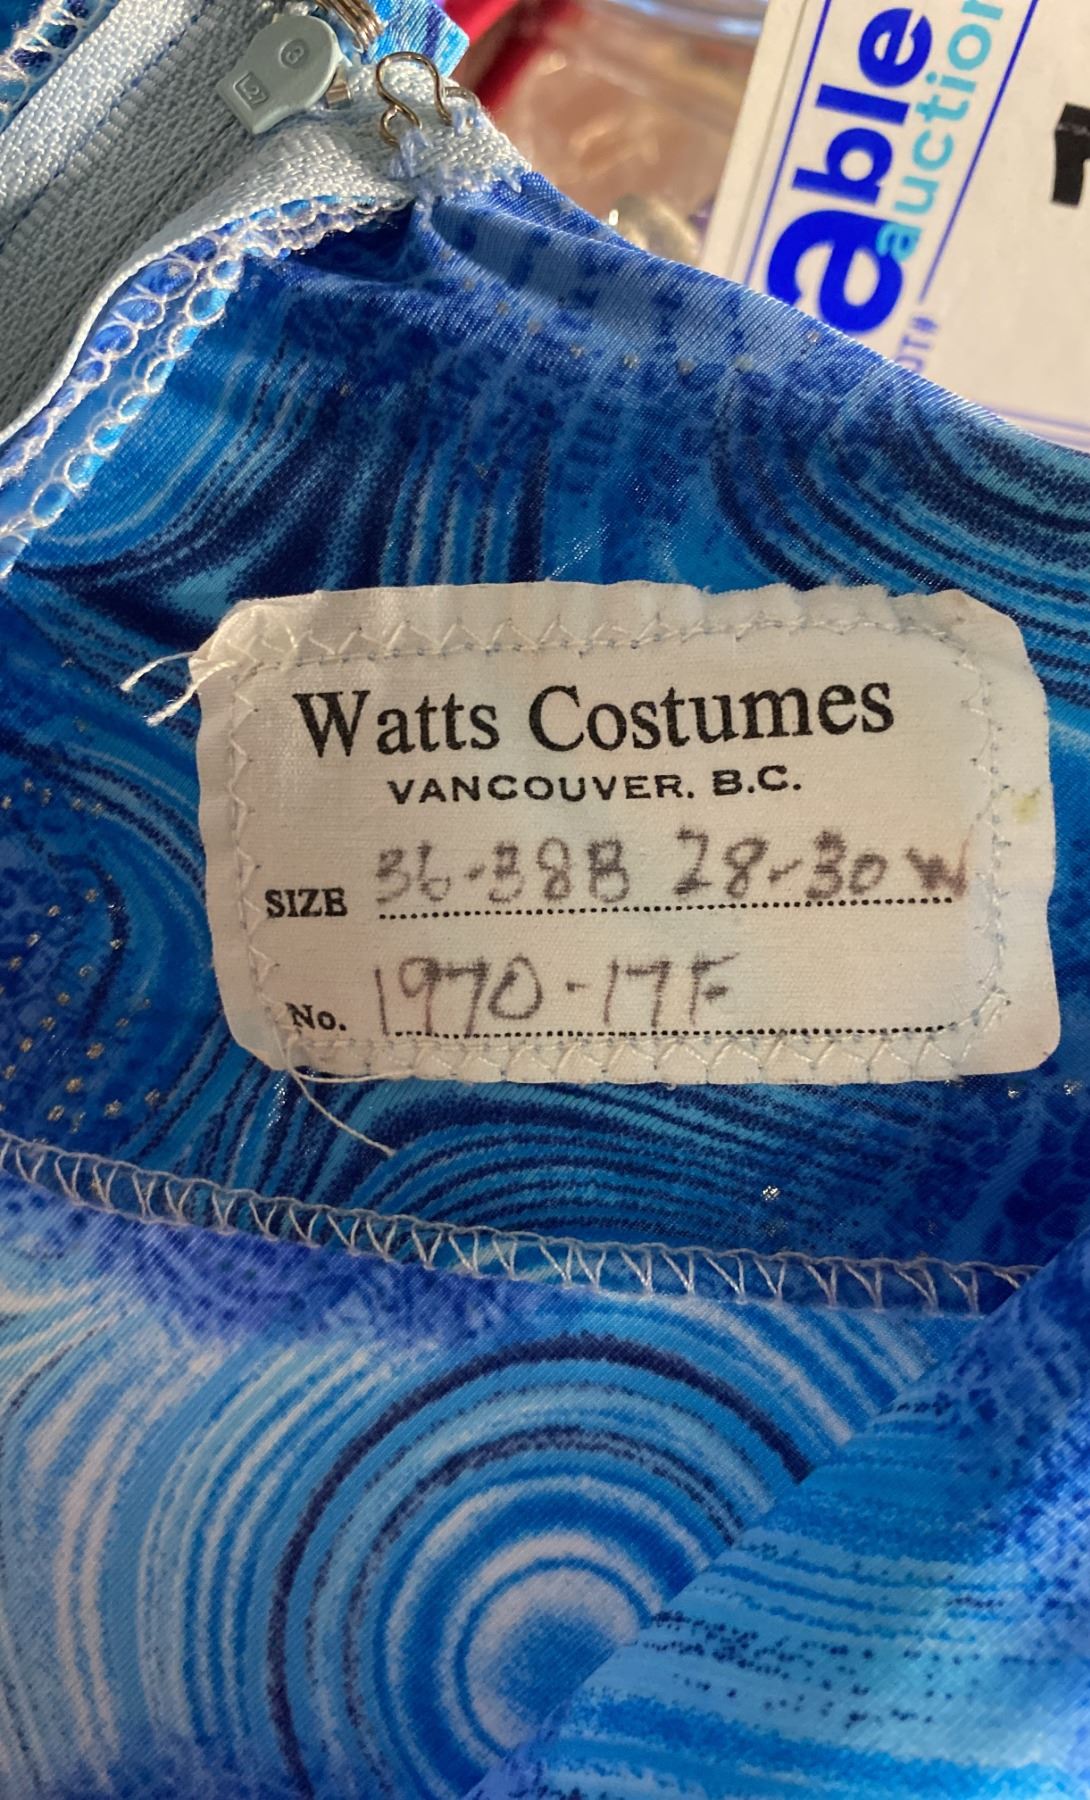 able
auction
Watts Costumes
VANCOUVER, B.C.
SIZE 36-38B 28-30 W
No. 1970-17F